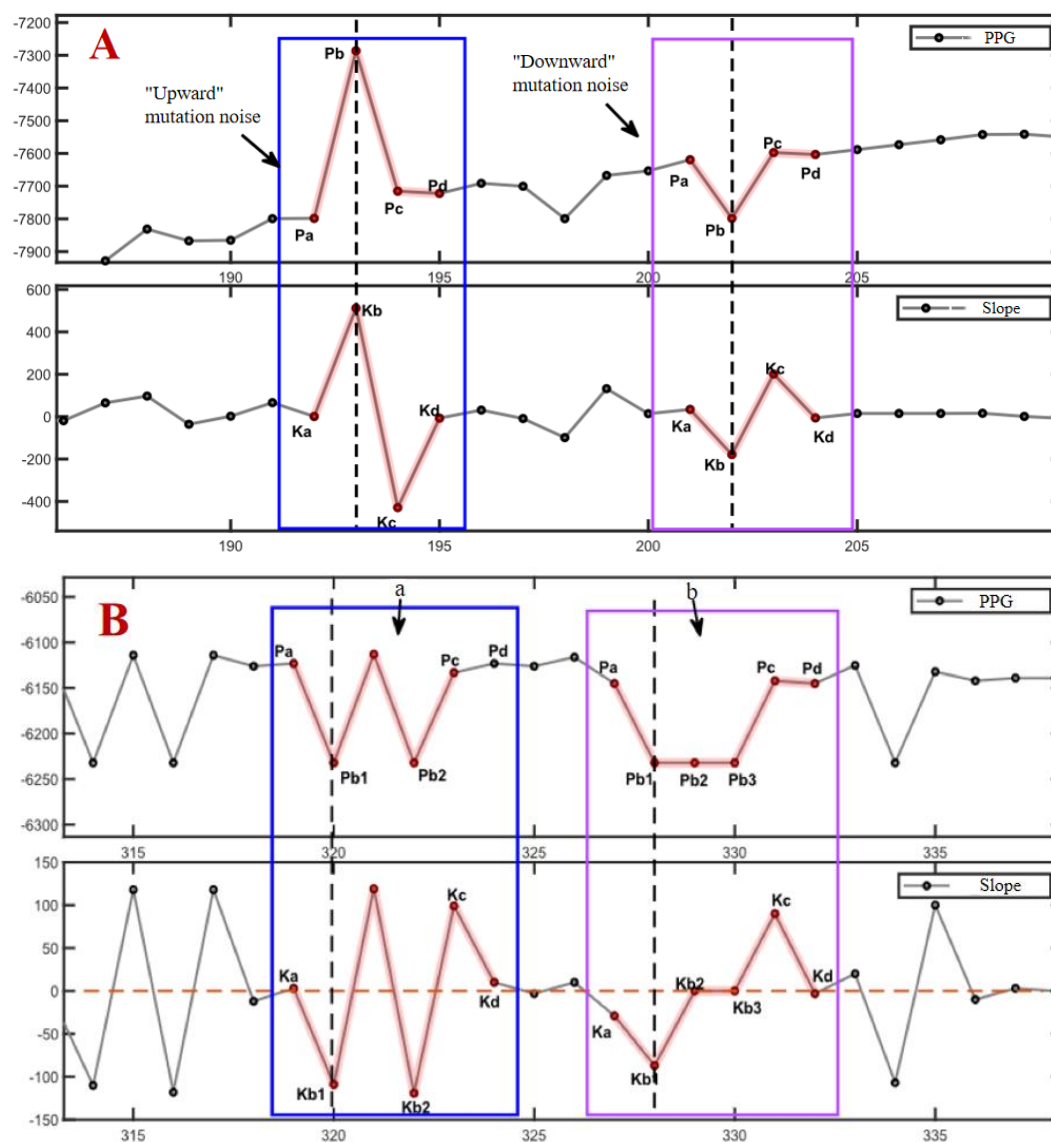 A
-7200
-7300
-7400
-7500
-7600
-7700
-7800
-7900
"Upward"
mutation noise
Pb
"Downward"
mutation noise
PPG
Pa
Pc
Pd
Pa
Pb
Pc
Pd
190
195
200
205
600
400
200
0
-200
-400
Slope
Ka
Kb
Kc
Kd
Ka
Kb
Kc
Kd
190
195
200
205
B
-6050
-6100
-6150
-6200
-6250
-6300
a
b
PPG
Pa
Pb1
Pb2
Pc
Pd
Pa
Pb1
Pb2
Pb3
Pc
Pd
315
320
325
330
335
150
100
50
0
-50
-100
-150
Slope
Ka
Kb1
Kb2
Kc
Kd
Ka
Kb1
Kb2
Kb3
Kc
Kd
315
320
325
330
335